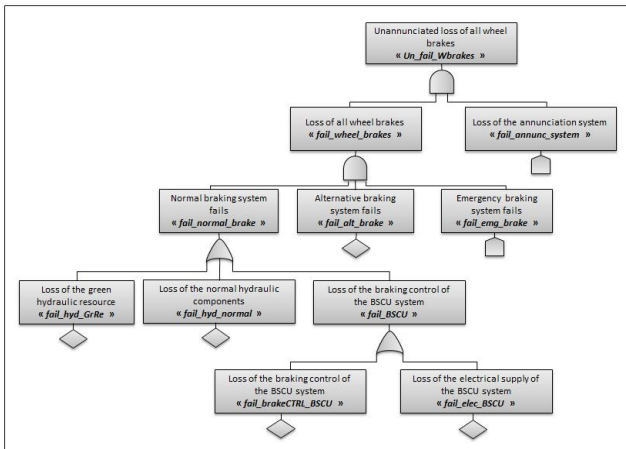 Unannunciated loss of all wheel
brakes
« Un_fail_Wbrakes »
Loss of all wheel brakes
« fail_wheel_brakes »
Loss of the annunciation system
« fail_annunc_system »
Normal braking system
fails
« fail_normal_brake »
Alternative braking
system fails
« fail_alt_brake »
Emergency braking
system fails
« fail_emg_brake »
Loss of the green
hydraulic resource
« fail_hyd_GrRe »
Loss of the normal hydraulic
components
« fail_hyd_normal »
Loss of the braking control of
the BSCU system
« fail_BSCU »
Loss of the braking control of
the BSCU system
« fail_brakeCTRL_BSCU »
Loss of the electrical supply of
the BSCU system
« fail_elec_BSCU »